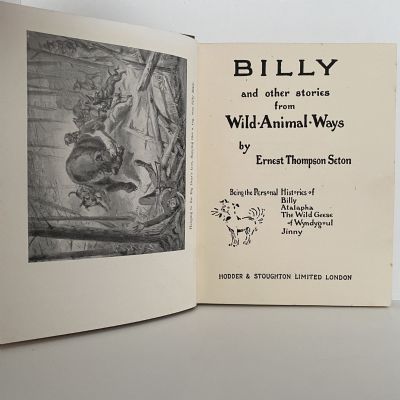 BILLY
and other stories
from
Wild·Animal·Ways
by
Ernest Thompson Seton
Being the Personal Histories of
Billy
Atalapha
The Wild Geese
of Wyndygoul
Jinny
HODDER & STOUGHTON LIMITED LONDON